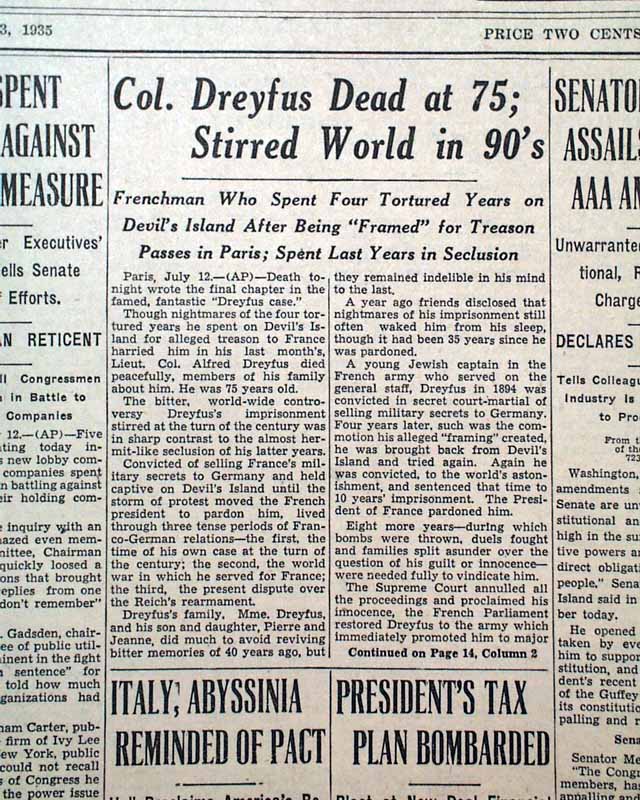 3, 1935
PRICE TWO CENTS
SPENT
AGAINST
MEASURE
Executives'
Tells Senate
Efforts.
RETICENT
Congressmen
in Battle to
Companies
12.—(AP)—Five
today in-
new lobby com-
companies spent
in battling against
holding com-
inquiry with an
even mem-
Chairman
quickly loosed a
that brought
replies from one
don't remember"
Gadsden, chair-
of public util-
in the fight
sentence" for
told how much
had
Carter, pub-
firm of Ivy Lee
New York, public
could not recall
of Congress he
the power issue
Col. Dreyfus Dead at 75;
Stirred World in 90's
Frenchman Who Spent Four Tortured Years on
Devil's Island After Being "Framed" for Treason
Passes in Paris; Spent Last Years in Seclusion
Paris, July 12.—(AP)—Death to-
night wrote the final chapter in the
famed, fantastic "Dreyfus case."
Though nightmares of the four tor-
tured years he spent on Devil's Is-
land for alleged treason to France
harried him in his last month's,
Lieut. Col. Alfred Dreyfus died
peacefully, members of his family
about him. He was 75 years old.
The bitter, world-wide contro-
versy Dreyfus's imprisonment
stirred at the turn of the century was
in sharp contrast to the almost her-
mit-like seclusion of his latter years.
Convicted of selling France's mil-
itary secrets to Germany and held
captive on Devil's Island until the
storm of protest moved the French
president to pardon him, lived
through three tense periods of Fran-
co-German relations—the first, the
time of his own case at the turn of
the century; the second, the world
war in which he served for France;
the third, the present dispute over
the Reich's rearmament.
Dreyfus's family, Mme. Dreyfus,
and his son and daughter, Pierre and
Jeanne, did much to avoid reviving
bitter memories of 40 years ago, but
they remained indelible in his mind
to the last.
A year ago friends disclosed that
nightmares of his imprisonment still
often waked him from his sleep,
though it had been 35 years since he
was pardoned.
A young Jewish captain in the
French army who served on the
general staff, Dreyfus in 1894 was
convicted in secret court-martial of
selling military secrets to Germany.
Four years later, such was the com-
motion his alleged "framing" created,
he was brought back from Devil's
Island and tried again. Again he
was convicted, to the world's aston-
ishment, and sentenced that time to
10 years' imprisonment. The Presi-
dent of France pardoned him.
Eight more years—during which
bombs were thrown, duels fought
and families split asunder over the
question of his guilt or innocence—
were needed fully to vindicate him.
The Supreme Court annulled all
the proceedings and proclaimed his
innocence, the French Parliament
restored Dreyfus to the army which
immediately promoted him to major
Continued on Page 14, Column 2
ITALY, ABYSSINIA
REMINDED OF PACT
PRESIDENT'S TAX
PLAN BOMBARDED
SENATO
ASSAILS
AAA AM
Unwarrante
tional, R
Charge
DECLARES
Tells Colleag
Industry Is
to Pro
From t
of the
Washington,
amendments
Senate are un
stitutional an
high in the su
tive powers a
direct obligat
people," Sena
Island said in
ber today.
He opened
taken by eve
him to suppor
stitution, and
dent's recent
of the Guffey
its constitutio
palling and r
Sena
Senator Me
"The Congr
members, ha